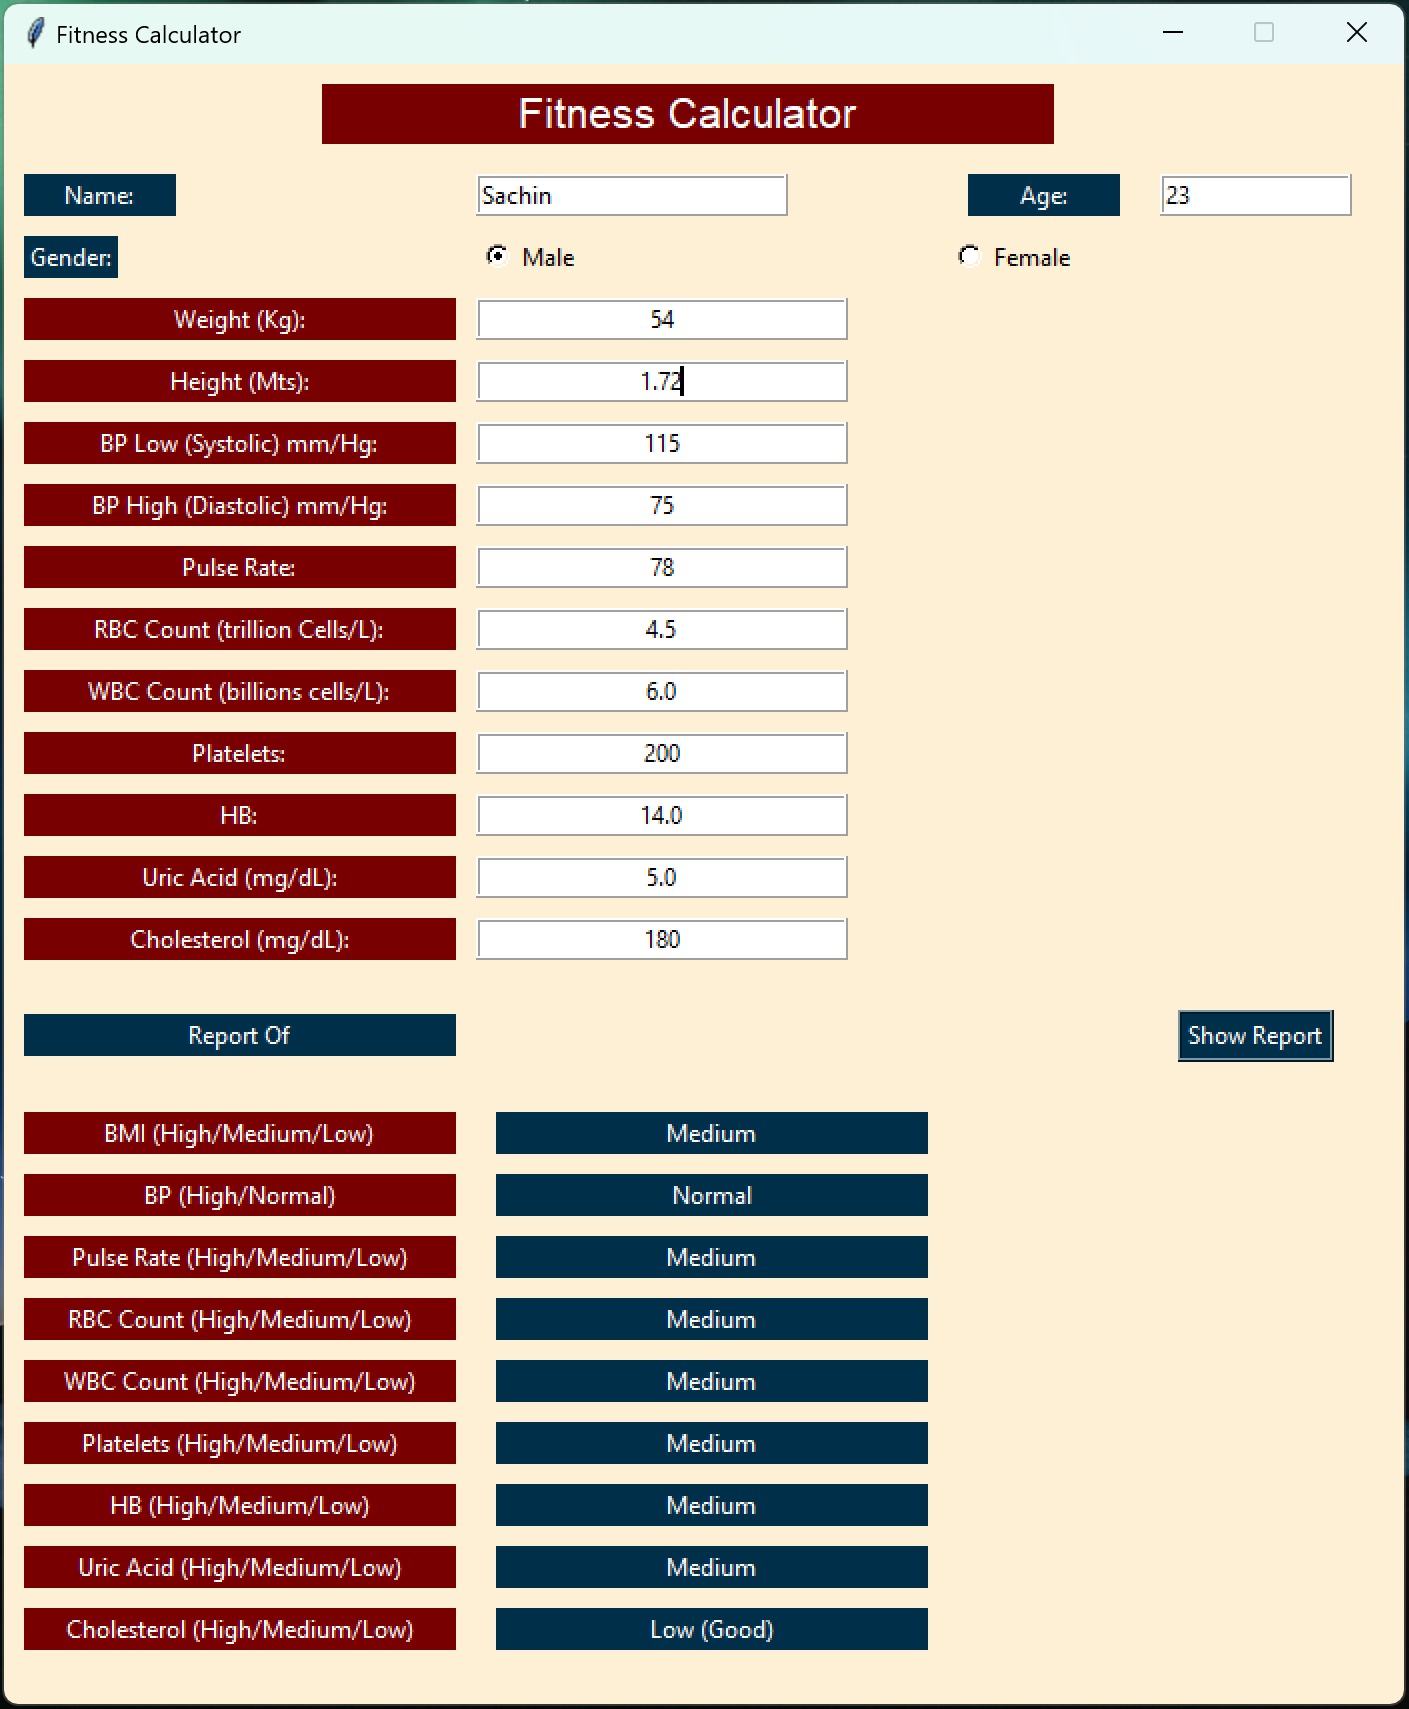 Fitness Calculator
Fitness Calculator
Name: Sachin Age: 23
Gender: Male Female
Weight (Kg): 54
Height (Mts): 1.72
BP Low (Systolic) mm/Hg: 115
BP High (Diastolic) mm/Hg: 75
Pulse Rate: 78
RBC Count (trillion Cells/L): 4.5
WBC Count (billions cells/L): 6.0
Platelets: 200
HB: 14.0
Uric Acid (mg/dL): 5.0
Cholesterol (mg/dL): 180
Report Of Show Report
BMI (High/Medium/Low) Medium
BP (High/Normal) Normal
Pulse Rate (High/Medium/Low) Medium
RBC Count (High/Medium/Low) Medium
WBC Count (High/Medium/Low) Medium
Platelets (High/Medium/Low) Medium
HB (High/Medium/Low) Medium
Uric Acid (High/Medium/Low) Medium
Cholesterol (High/Medium/Low) Low (Good)